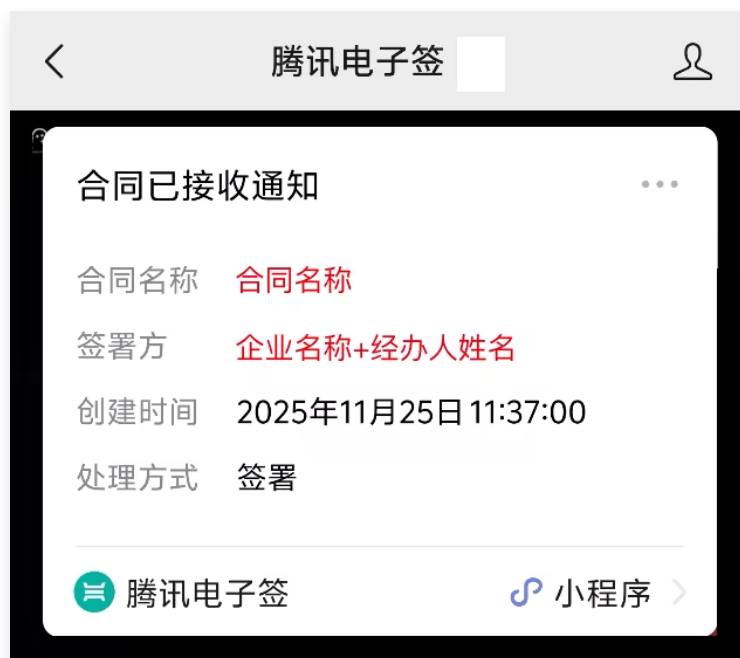 腾讯电子签
合同已接收通知
合同名称 合同名称
签署方 企业名称+经办人姓名
创建时间 2025年11月25日 11:37:00
处理方式 签署
腾讯电子签 小程序